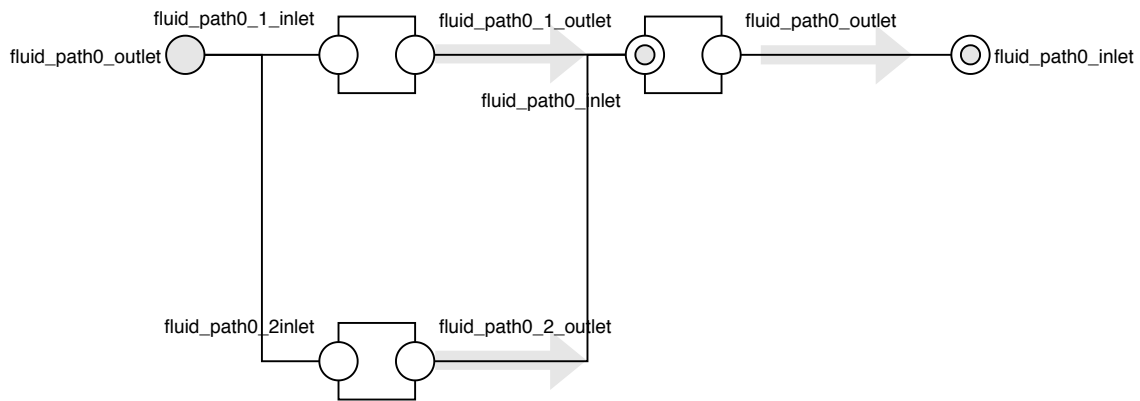 fluid_path0_1_inlet
fluid_path0_1_outlet
fluid_path0_outlet
fluid_path0_outlet
fluid_path0_inlet
fluid_path0_inlet
fluid_path0_2inlet
fluid_path0_2_outlet